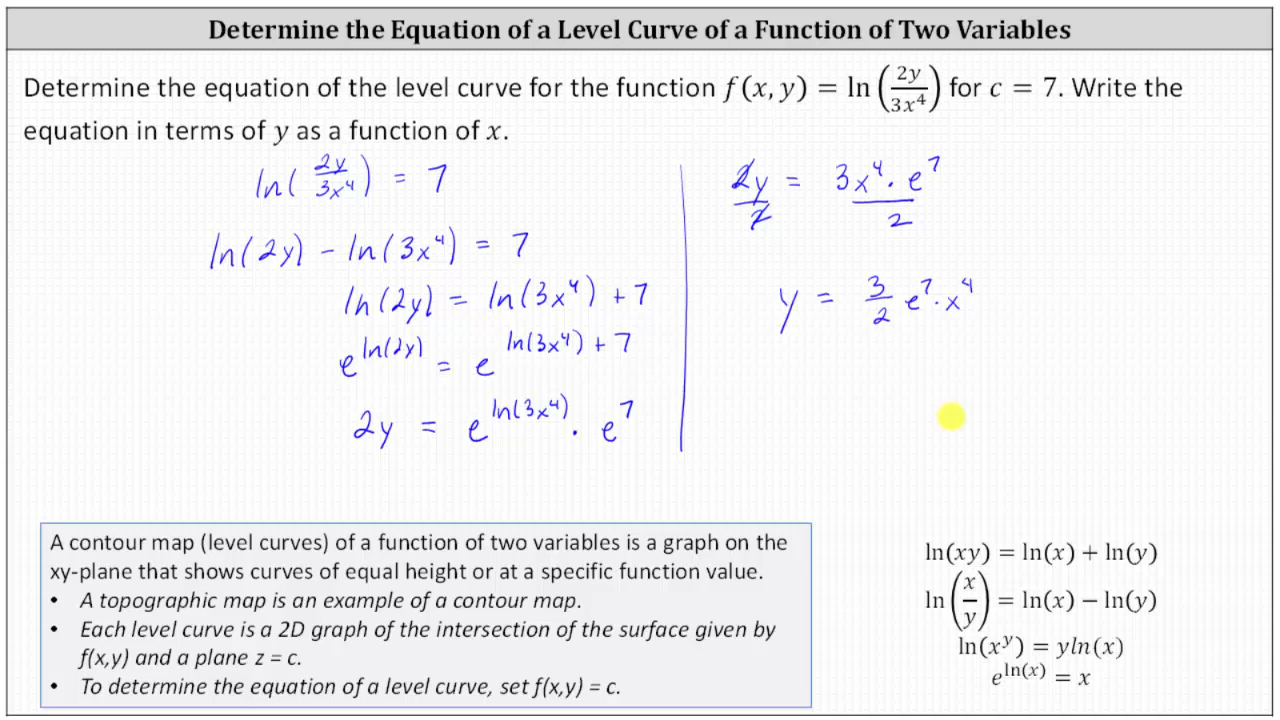 Determine the Equation of a Level Curve of a Function of Two Variables
Determine the equation of the level curve for the function f(x, y) = ln(2y/3x⁴) for c = 7. Write the
equation in terms of y as a function of x.
ln(2y/3x⁴) = 7
ln(2y) − ln(3x⁴) = 7
ln(2y) = ln(3x⁴) + 7
e^ln(2y) = e^ln(3x⁴) + 7
2y = e^ln(3x⁴) · e⁷
2y/2 = 3x⁴ · e⁷/2
y = 3/2 e⁷ · x⁴
A contour map (level curves) of a function of two variables is a graph on the
xy-plane that shows curves of equal height or at a specific function value.
• A topographic map is an example of a contour map.
• Each level curve is a 2D graph of the intersection of the surface given by
f(x,y) and a plane z = c.
• To determine the equation of a level curve, set f(x,y) = c.
ln(xy) = ln(x) + ln(y)
ln(x/y) = ln(x) − ln(y)
ln(x^y) = yln(x)
e^ln(x) = x